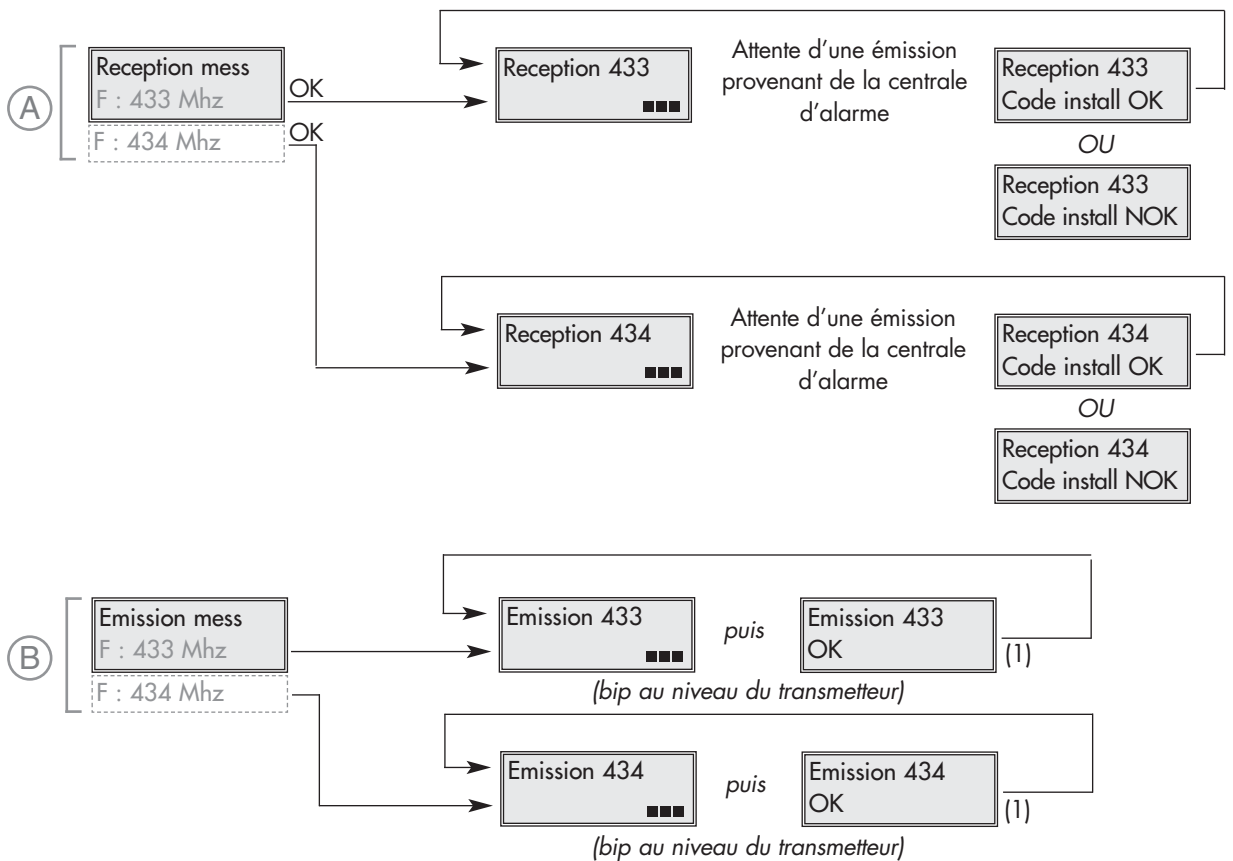 A
Reception mess
F : 433 Mhz
OK
F : 434 Mhz
OK
Reception 433
Attente d'une émission
provenant de la centrale
d'alarme
Reception 433
Code install OK
OU
Reception 433
Code install NOK
Reception 434
Attente d'une émission
provenant de la centrale
d'alarme
Reception 434
Code install OK
OU
Reception 434
Code install NOK
B
Emission mess
F : 433 Mhz
F : 434 Mhz
Emission 433
puis
Emission 433
OK
(1)
(bip au niveau du transmetteur)
Emission 434
puis
Emission 434
OK
(1)
(bip au niveau du transmetteur)